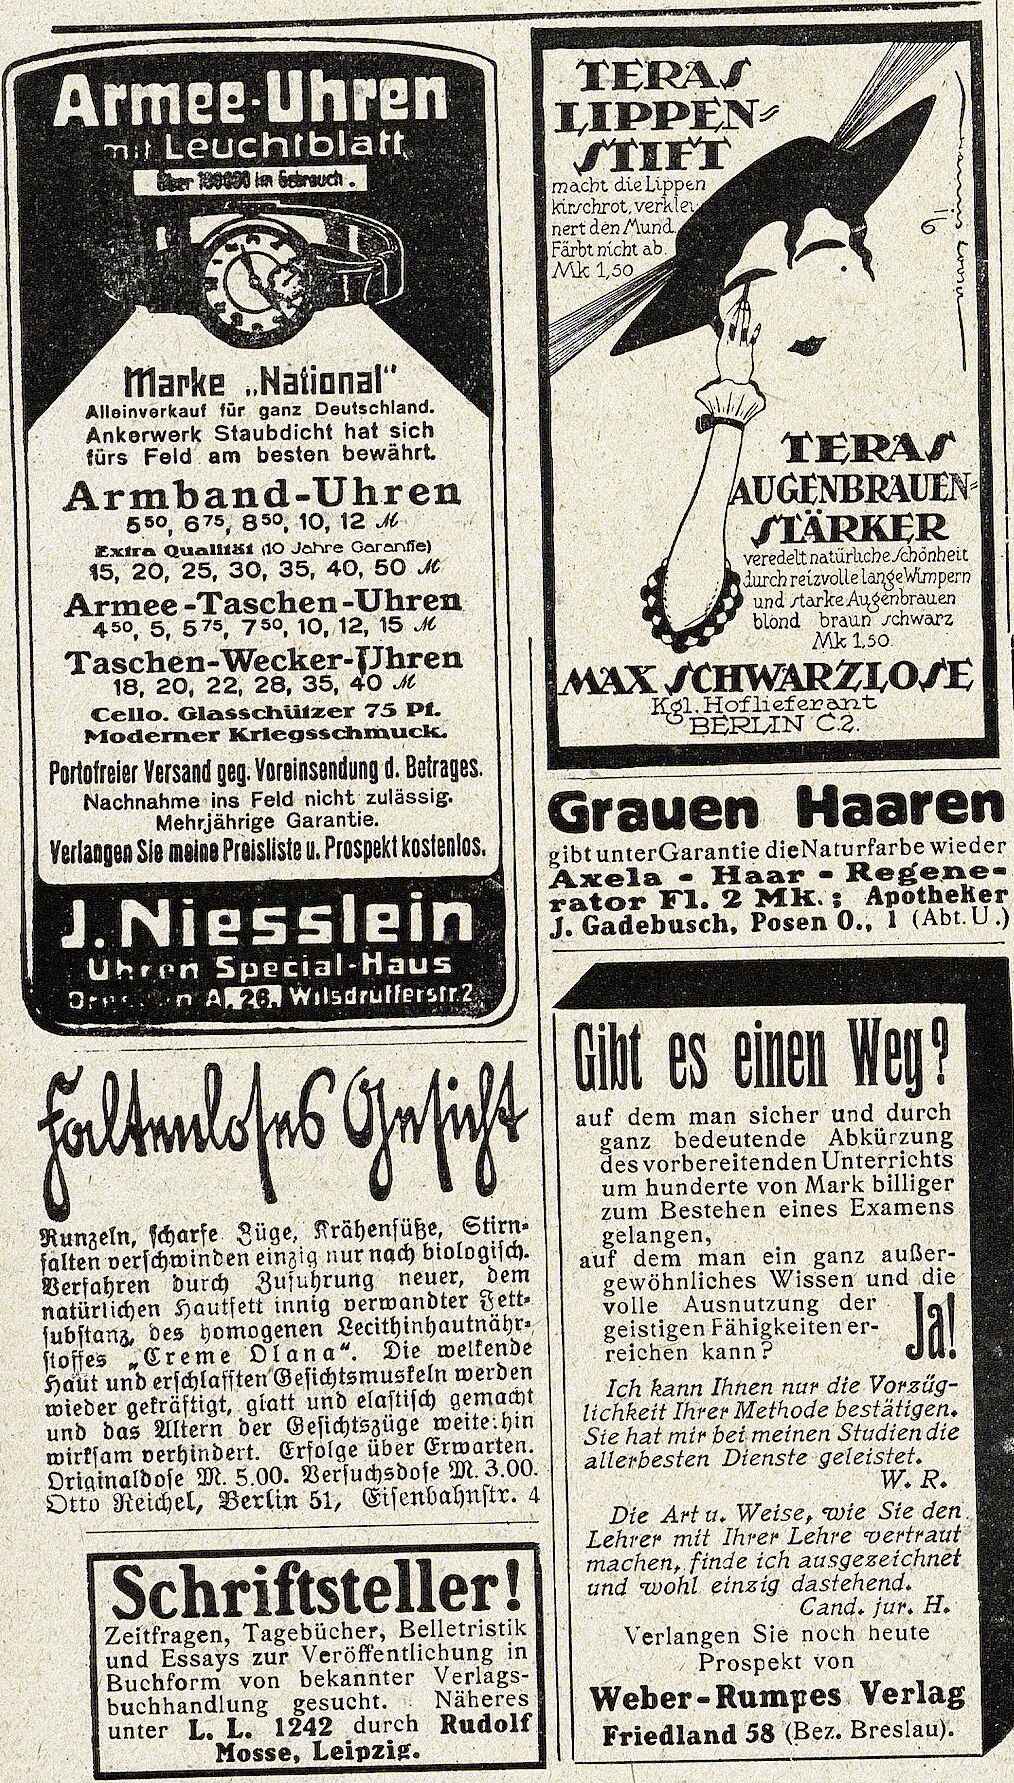 Armee-Uhren
mit Leuchtblatt
Über 100000 im Gebrauch.
Marke „National"
Alleinverkauf für ganz Deutschland.
Ankerwerk Staubdicht hat sich
fürs Feld am besten bewährt.
Armband-Uhren
5⁵⁰, 6⁷⁵, 8⁵⁰, 10, 12 M
Extra Qualität (10 Jahre Garantie)
15, 20, 25, 30, 35, 40, 50 M
Armee-Taschen-Uhren
4⁵⁰, 5, 5⁷⁵, 7⁵⁰, 10, 12, 15 M
Taschen-Wecker-Uhren
18, 20, 22, 28, 35, 40 M
Cello. Glasschützer 75 Pf.
Moderner Kriegsschmuck.
Portofreier Versand geg. Voreinsendung d. Betrages.
Nachnahme ins Feld nicht zulässig.
Mehrjährige Garantie.
Verlangen Sie meine Preisliste u. Prospekt kostenlos.
J. Niesslein
Uhren Special-Haus
A. 26. Wilsdrufferstr. 2
Faltenloses Gesicht
Runzeln, scharfe Züge, Krähenfüße, Stirn-
falten verschwinden einzig nur nach biologisch.
Verfahren durch Zuführung neuer, dem
natürlichen Hautfett innig verwandter Fett-
substanz, des homogenen Lecithinhautnähr-
stoffes „Creme Olana". Die welkende
Haut und erschlafften Gesichtsmuskeln werden
wieder gekräftigt, glatt und elastisch gemacht
und das Altern der Gesichtszüge weiterhin
wirksam verhindert. Erfolge über Erwarten.
Originaldose M. 5.00. Versuchsdose M. 3.00.
Otto Reichel, Berlin 51, Eisenbahnstr. 4
Schriftsteller!
Zeitfragen, Tagebücher, Belletristik
und Essays zur Veröffentlichung in
Buchform von bekannter Verlags-
buchhandlung gesucht. Näheres
unter L. L. 1242 durch Rudolf
Mosse, Leipzig.
TERAS
LIPPEN-
STIFT
macht die Lippen
kirschrot, verklei
nert den Mund.
Färbt nicht ab.
Mk 1,50
TERAS
AUGENBRAUEN-
STÄRKER
veredelt natürliche Schönheit
durch reizvolle lange Wimpern
und starke Augenbrauen
blond braun schwarz
Mk 1.50.
MAX SCHWARZLOSE
Kgl. Hoflieferant
BERLIN C.2.
Grauen Haaren
gibt unter Garantie die Naturfarbe wieder
Axela - Haar - Regene-
rator Fl. 2 Mk.; Apotheker
J. Gadebusch, Posen O., 1 (Abt. U.)
Gibt es einen Weg?
auf dem man sicher und durch
ganz bedeutende Abkürzung
des vorbereitenden Unterrichts
um hunderte von Mark billiger
zum Bestehen eines Examens
gelangen,
auf dem man ein ganz außer-
gewöhnliches Wissen und die
volle Ausnutzung der
geistigen Fähigkeiten er-
reichen kann?
Ja!
Ich kann Ihnen nur die Vorzüg-
lichkeit Ihrer Methode bestätigen.
Sie hat mir bei meinen Studien die
allerbesten Dienste geleistet.
W. R.
Die Art u. Weise, wie Sie den
Lehrer mit Ihrer Lehre vertraut
machen, finde ich ausgezeichnet
und wohl einzig dastehend.
Cand. jur. H.
Verlangen Sie noch heute
Prospekt von
Weber-Rumpes Verlag
Friedland 58 (Bez. Breslau).